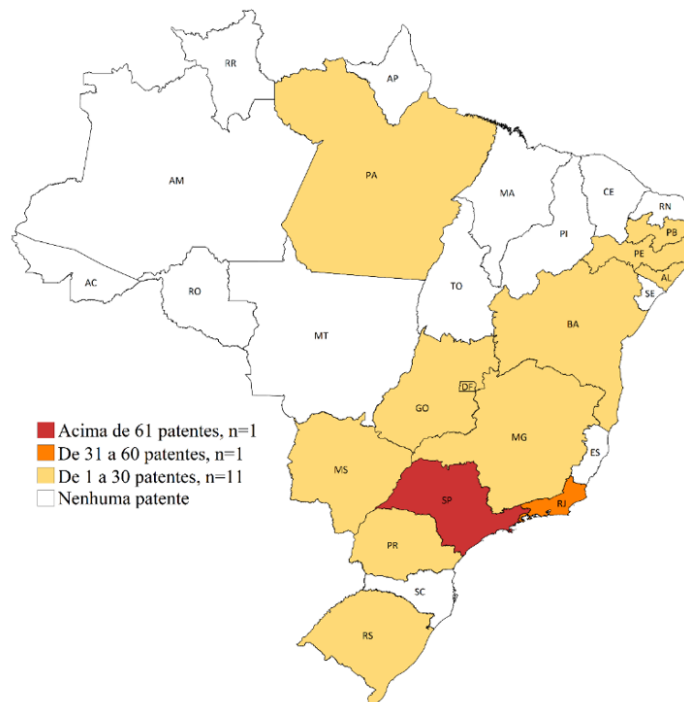 RR
AP
AM
PA
MA
CE
RN
PB
PI
PE
AL
AC
RO
TO
SE
MT
BA
DF
GO
MG
Acima de 61 patentes, n=1
De 31 a 60 patentes, n=1
De 1 a 30 patentes, n=11
Nenhuma patente
MS
ES
SP
RJ
PR
SC
RS